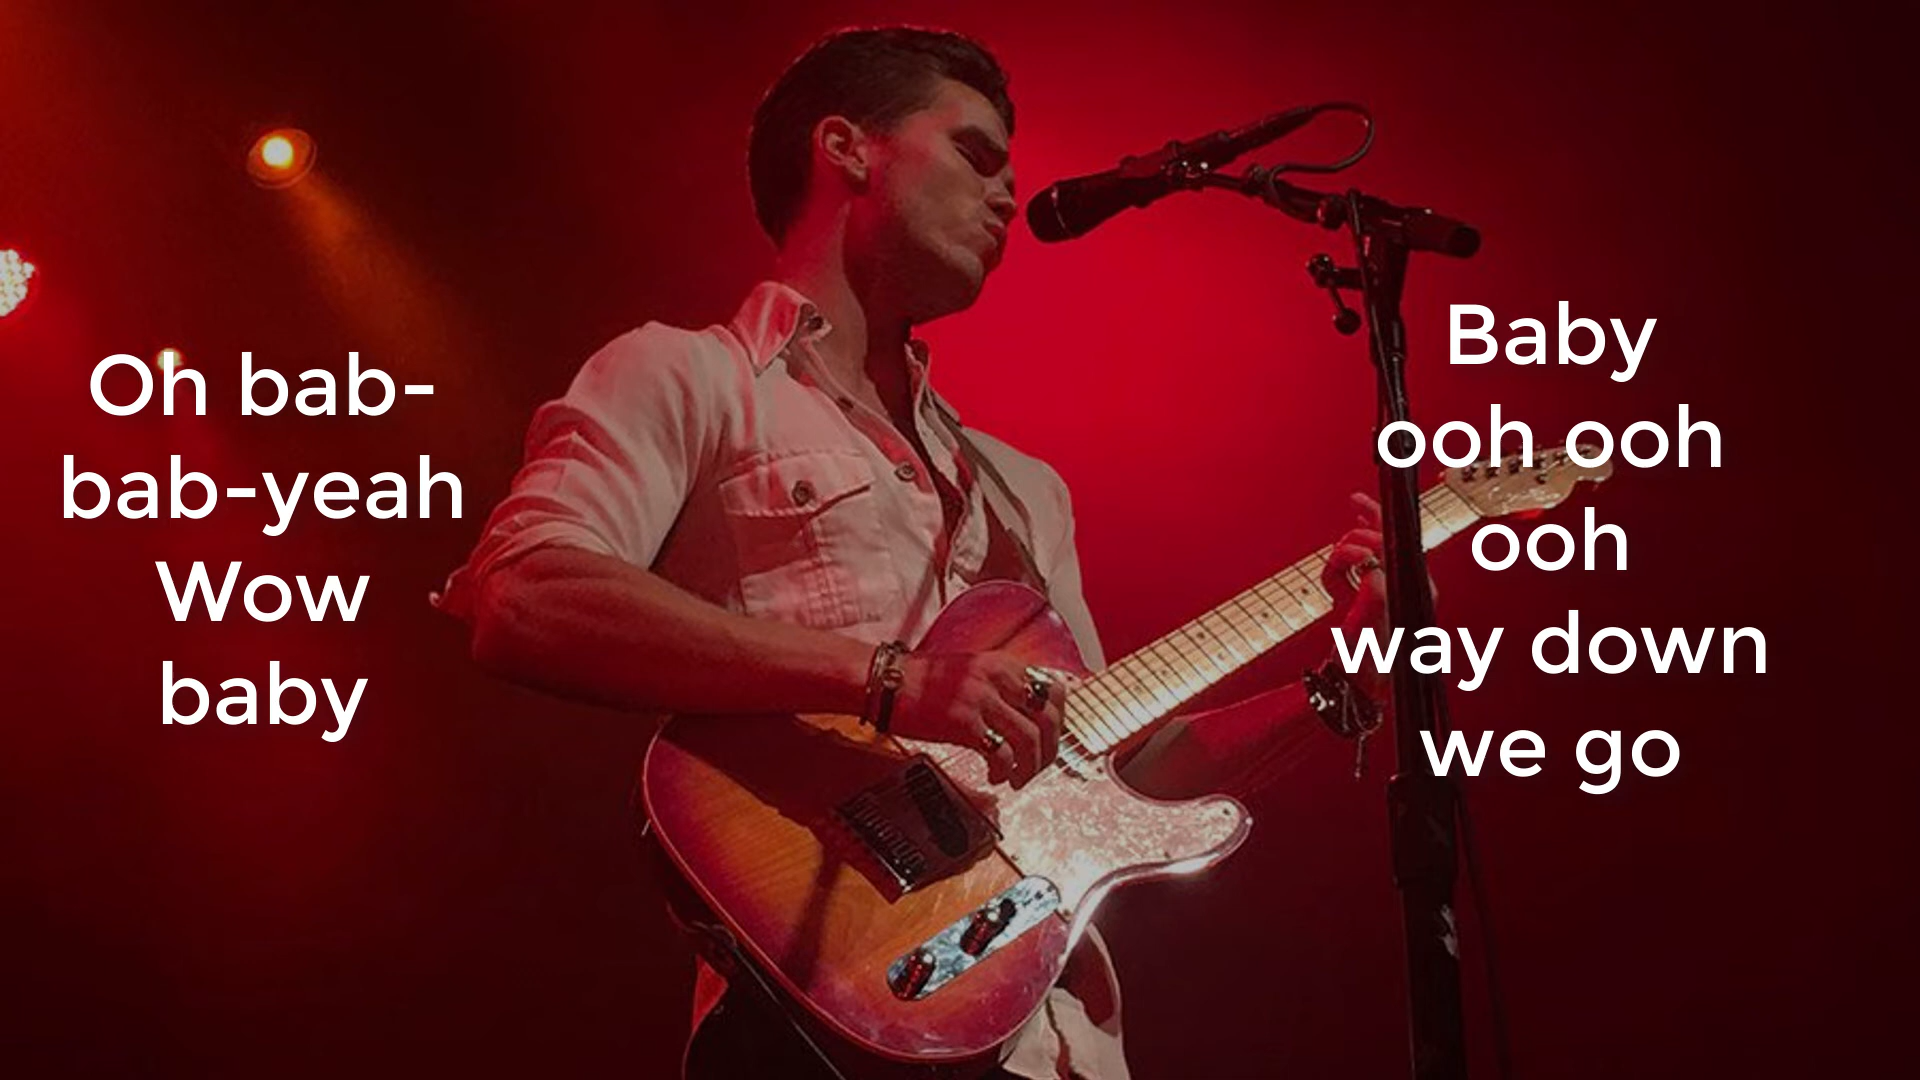 Oh bab-
bab-yeah
Wow
baby
Baby
ooh ooh
ooh
way down
we go